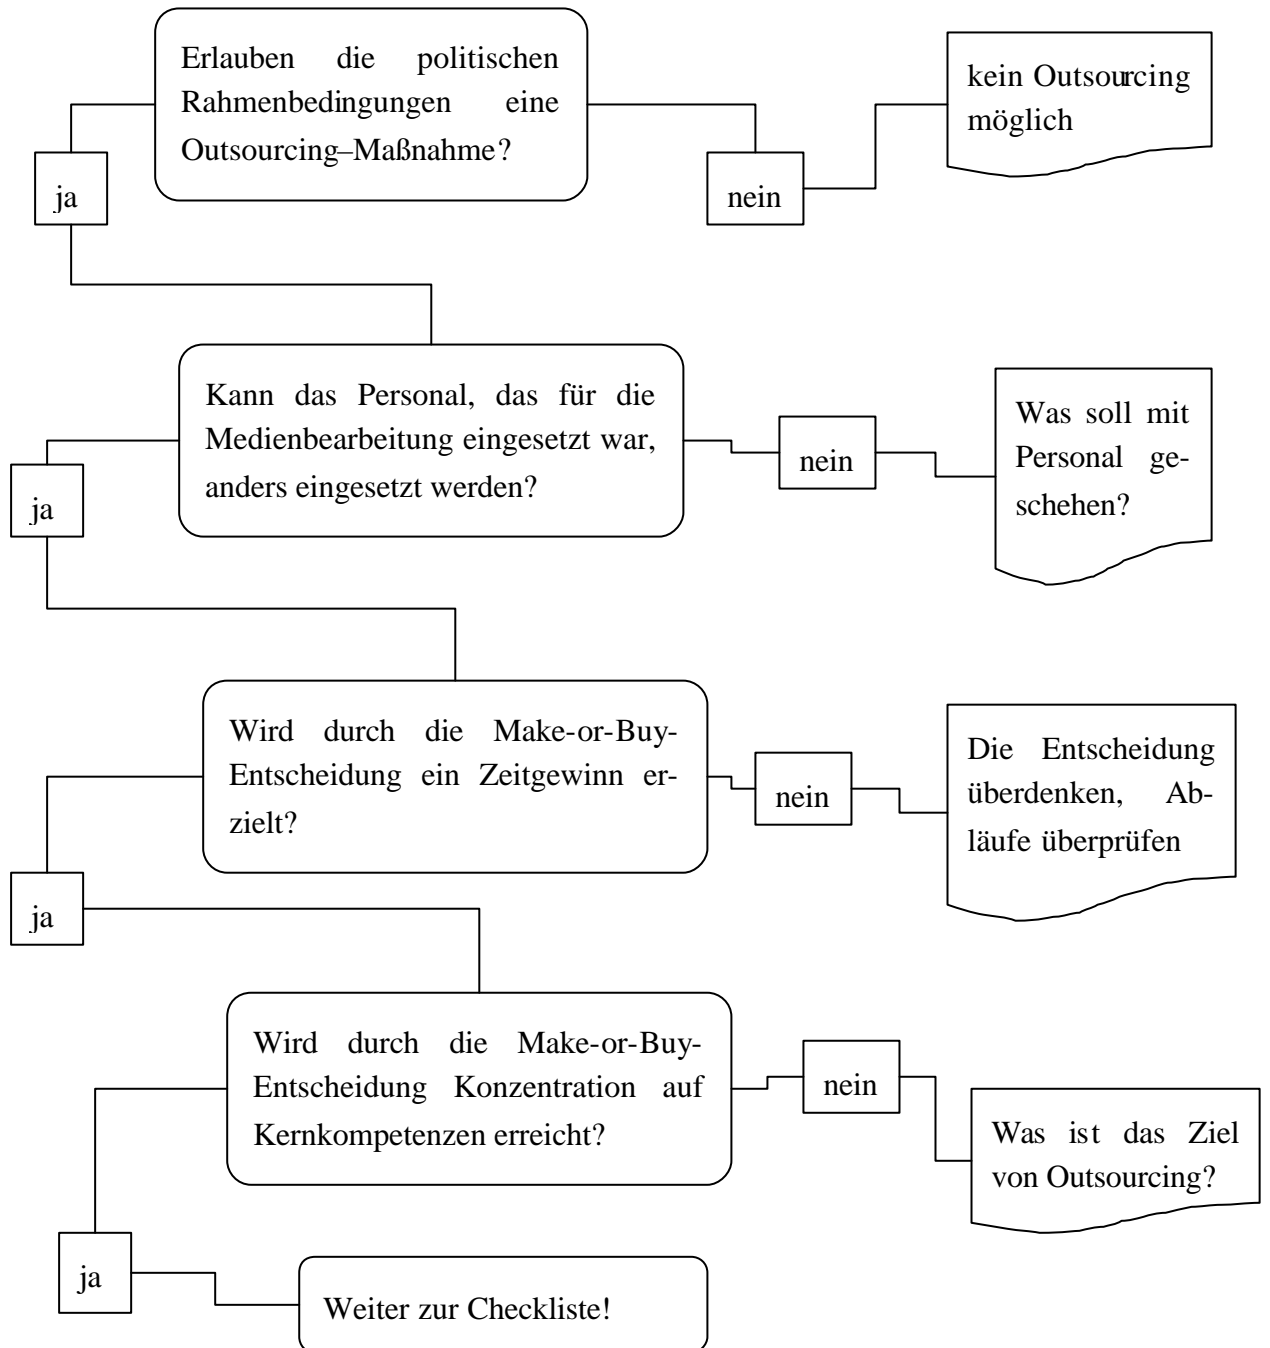 Erlauben die politischen
Rahmenbedingungen eine
Outsourcing–Maßnahme?
kein Outsourcing
möglich
ja
nein
Kann das Personal, das für die
Medienbearbeitung eingesetzt war,
anders eingesetzt werden?
Was soll mit
Personal ge-
schehen?
nein
ja
Wird durch die Make-or-Buy-
Entscheidung ein Zeitgewinn er-
zielt?
Die Entscheidung
überdenken, Ab-
läufe überprüfen
nein
ja
Wird durch die Make-or-Buy-
Entscheidung Konzentration auf
Kernkompetenzen erreicht?
nein
Was ist das Ziel
von Outsourcing?
ja
Weiter zur Checkliste!